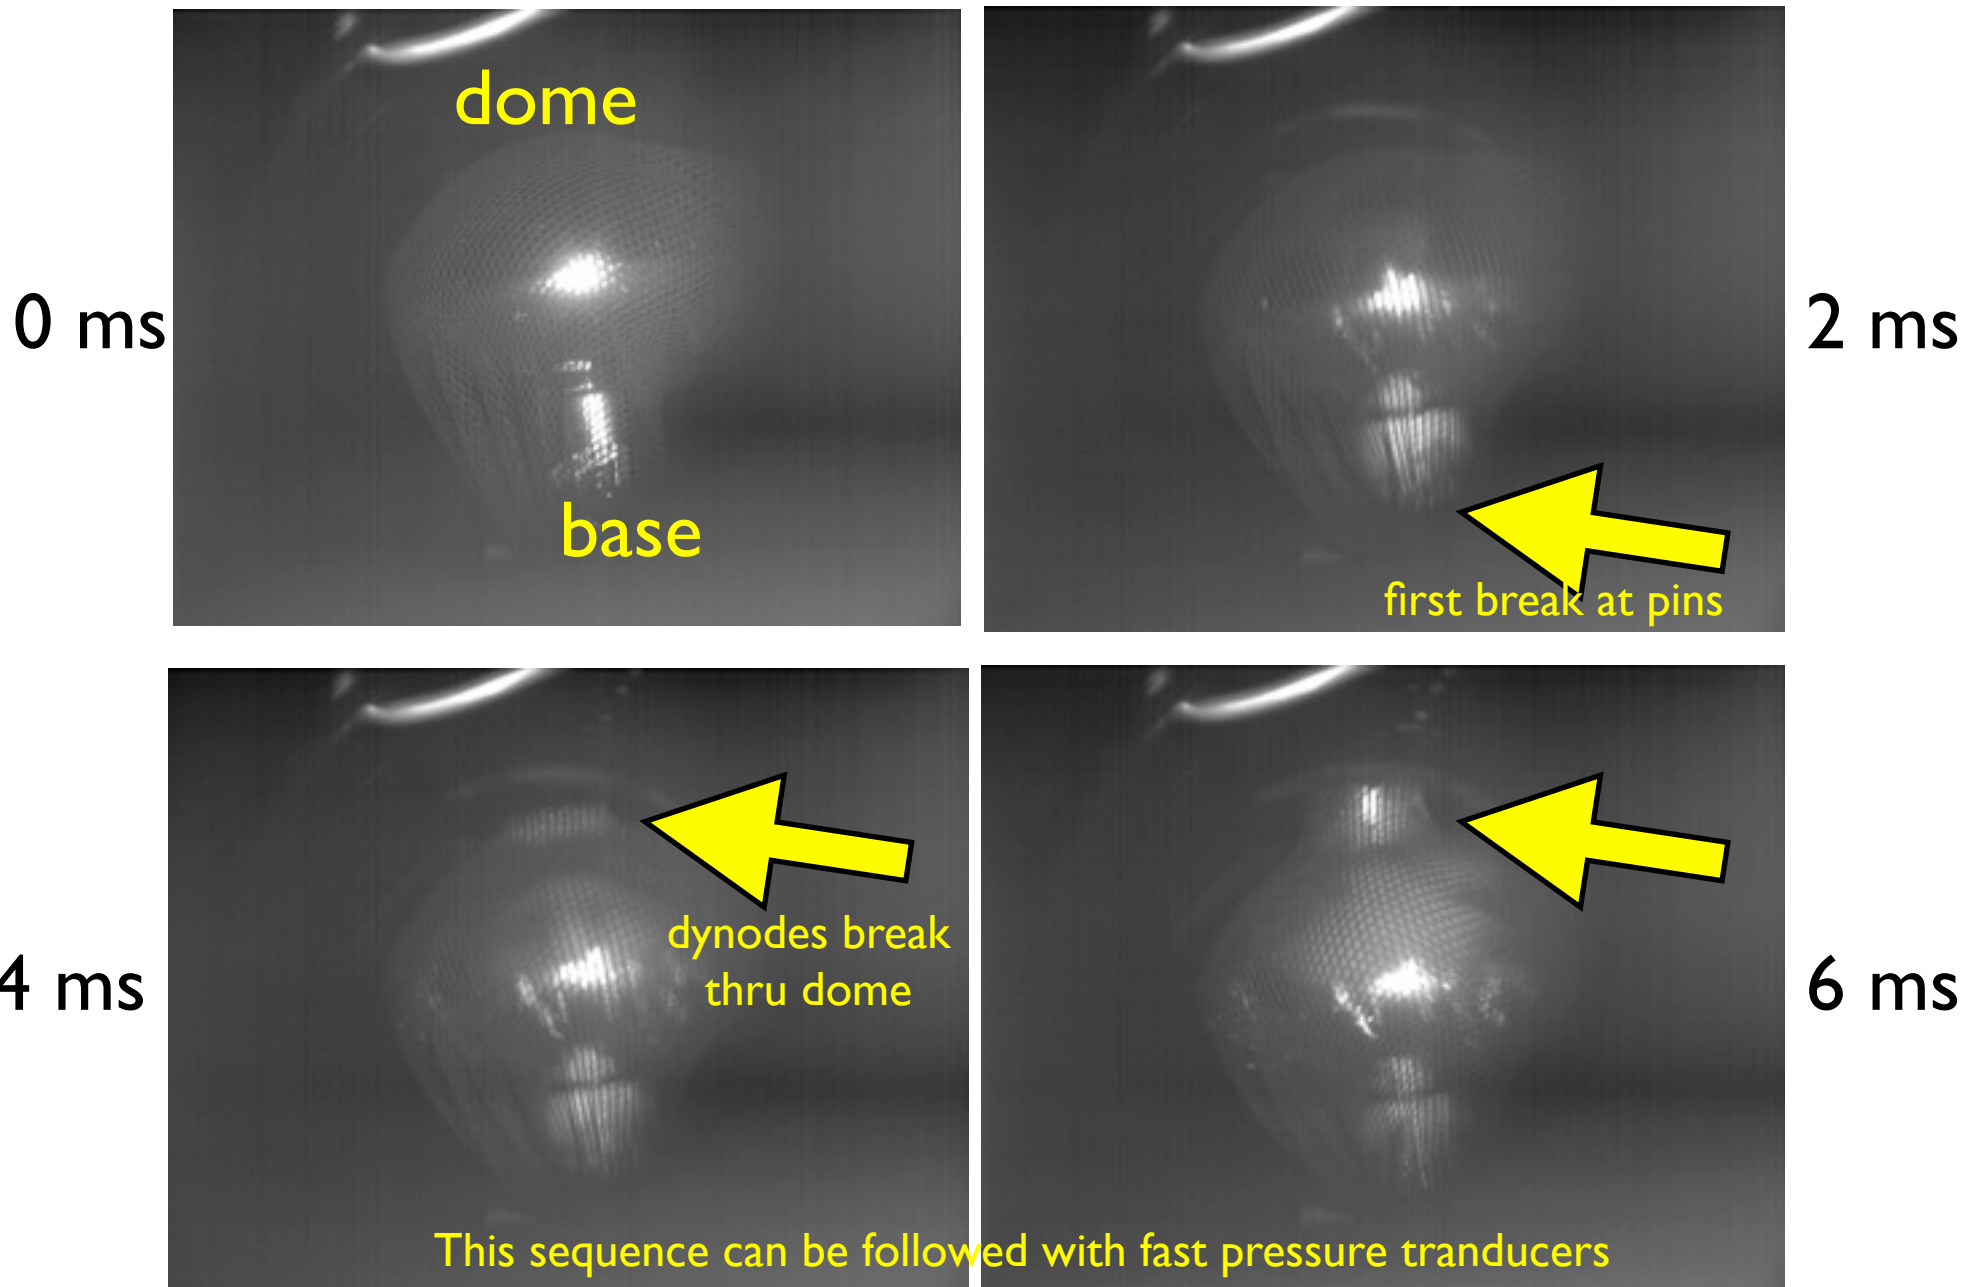 dome
0 ms
base
2 ms
first break at pins
4 ms
dynodes break
thru dome
6 ms
This sequence can be followed with fast pressure tranducers